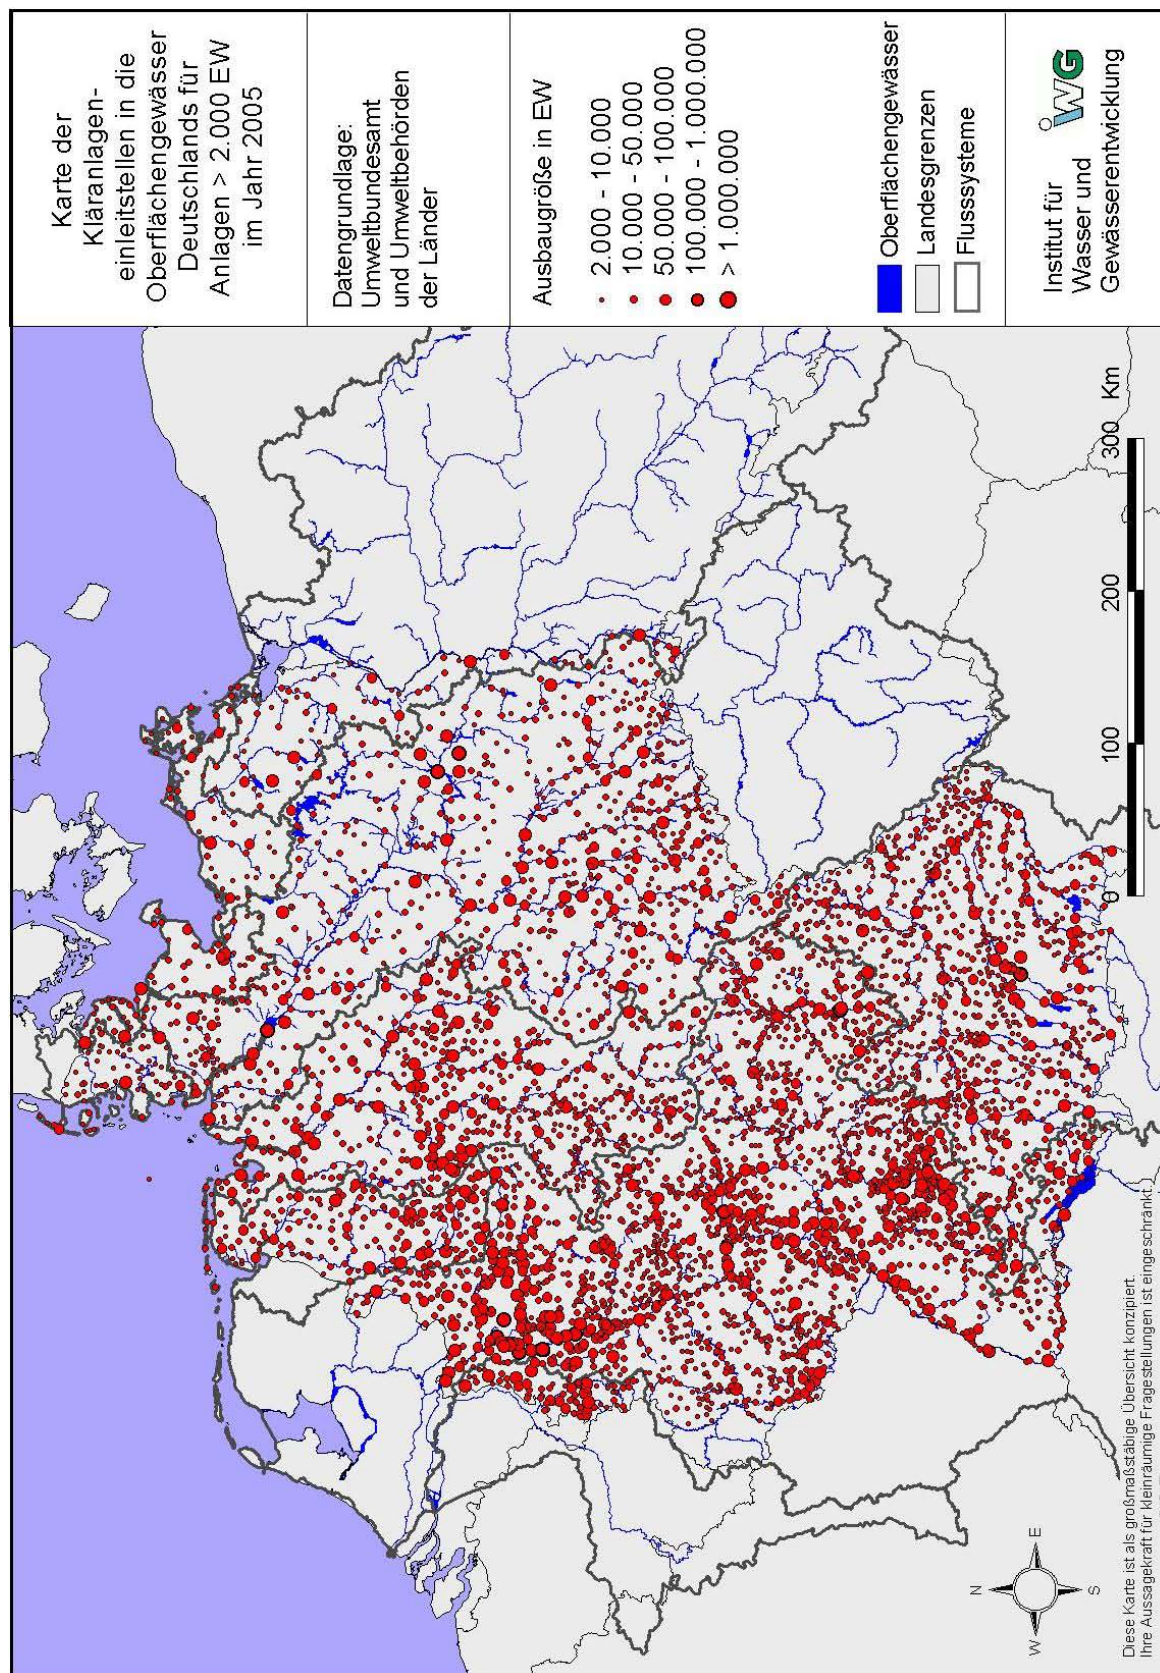 Karte der
Kläranlagen-
einleitstellen in die
Oberflächengewässer
Deutschlands für
Anlagen > 2.000 EW
im Jahr 2005
Datengrundlage:
Umweltbundesamt
und Umweltbehörden
der Länder
Ausbaugröße in EW
2.000 - 10.000
10.000 - 50.000
50.000 - 100.000
100.000 - 1.000.000
> 1.000.000
Oberflächengewässer
Landesgrenzen
Flusssysteme
Institut für
Wasser und
Gewässerentwicklung
iWG
0 100 200 300 Km
N
W E
S
Diese Karte ist als großmaßstäbige Übersicht konzipiert.
Ihre Aussagekraft für kleinräumige Fragestellungen ist eingeschränkt.